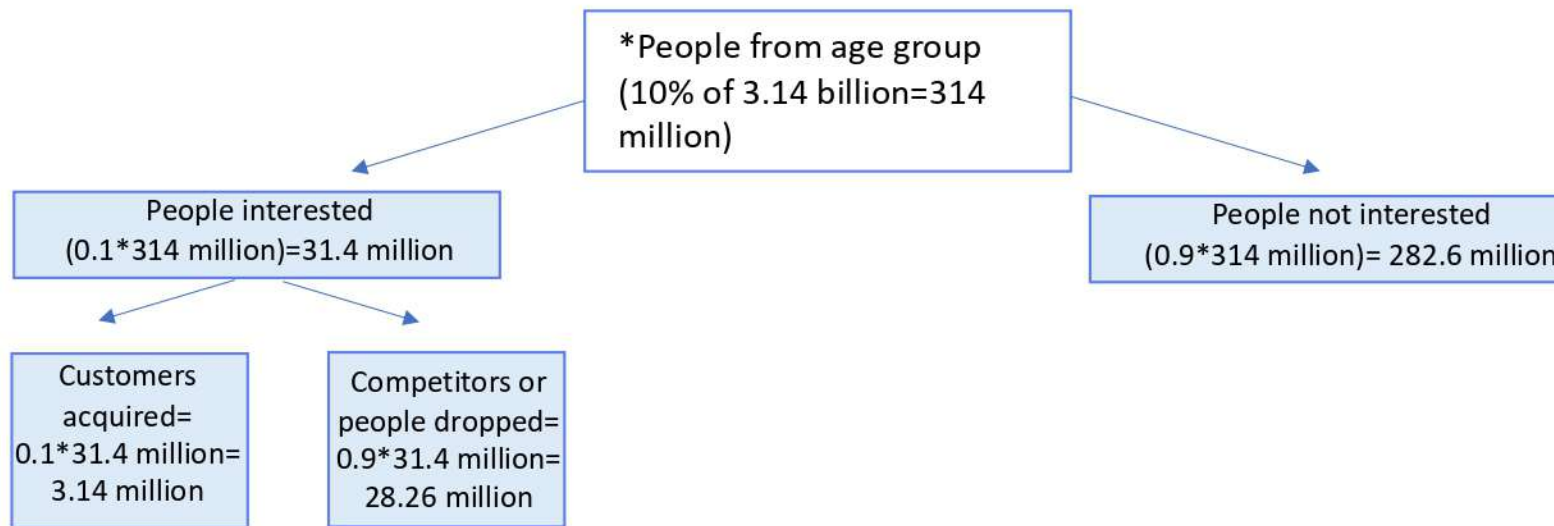 *People from age group
(10% of 3.14 billion=314
million)
People interested
(0.1*314 million)=31.4 million
People not interested
(0.9*314 million)= 282.6 million
Customers
acquired=
0.1*31.4 million=
3.14 million
Competitors or
people dropped=
0.9*31.4 million=
28.26 million